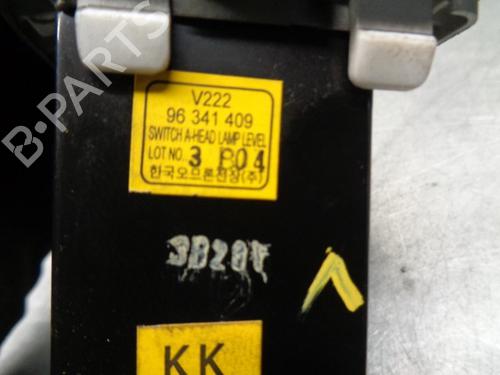 V222
96 341 409
SWITCH A-HEAD LAMP LEVEL
LOT NO. 3 B04
한국오므론전장(주)
3B28V
KK
B-Parts